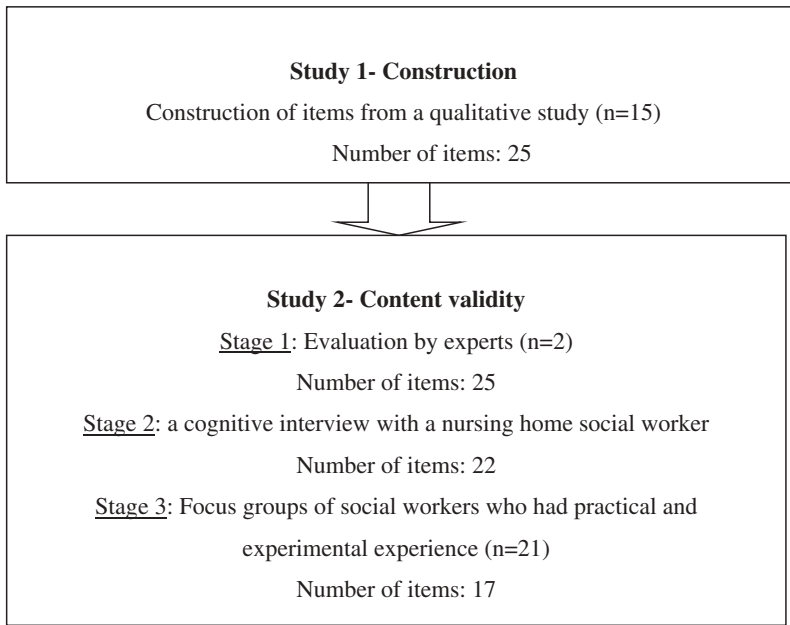 Study 1- Construction
Construction of items from a qualitative study (n=15)
Number of items: 25
Study 2- Content validity
Stage 1: Evaluation by experts (n=2)
Number of items: 25
Stage 2: a cognitive interview with a nursing home social worker
Number of items: 22
Stage 3: Focus groups of social workers who had practical and
experimental experience (n=21)
Number of items: 17